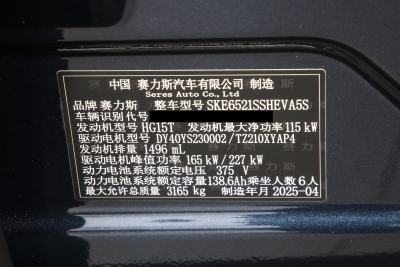 中国 赛力斯汽车有限公司 制造
Seres Auto Co., Ltd
品牌 赛力斯 整车型号 SKE6521SSHEVA5S
车辆识别代号
发动机型号 HG15T 发动机最大净功率 115 kW
驱动电机型号 DY40YS230002 / TZ210XYAP4
发动机排量 1496 mL
驱动电机峰值功率 165 kW / 227 kW
动力电池系统额定电压 375 V
动力电池系统额定容量 138.6Ah 乘坐人数 6人
最大允许总质量 3165 kg 制造年月 2025-04